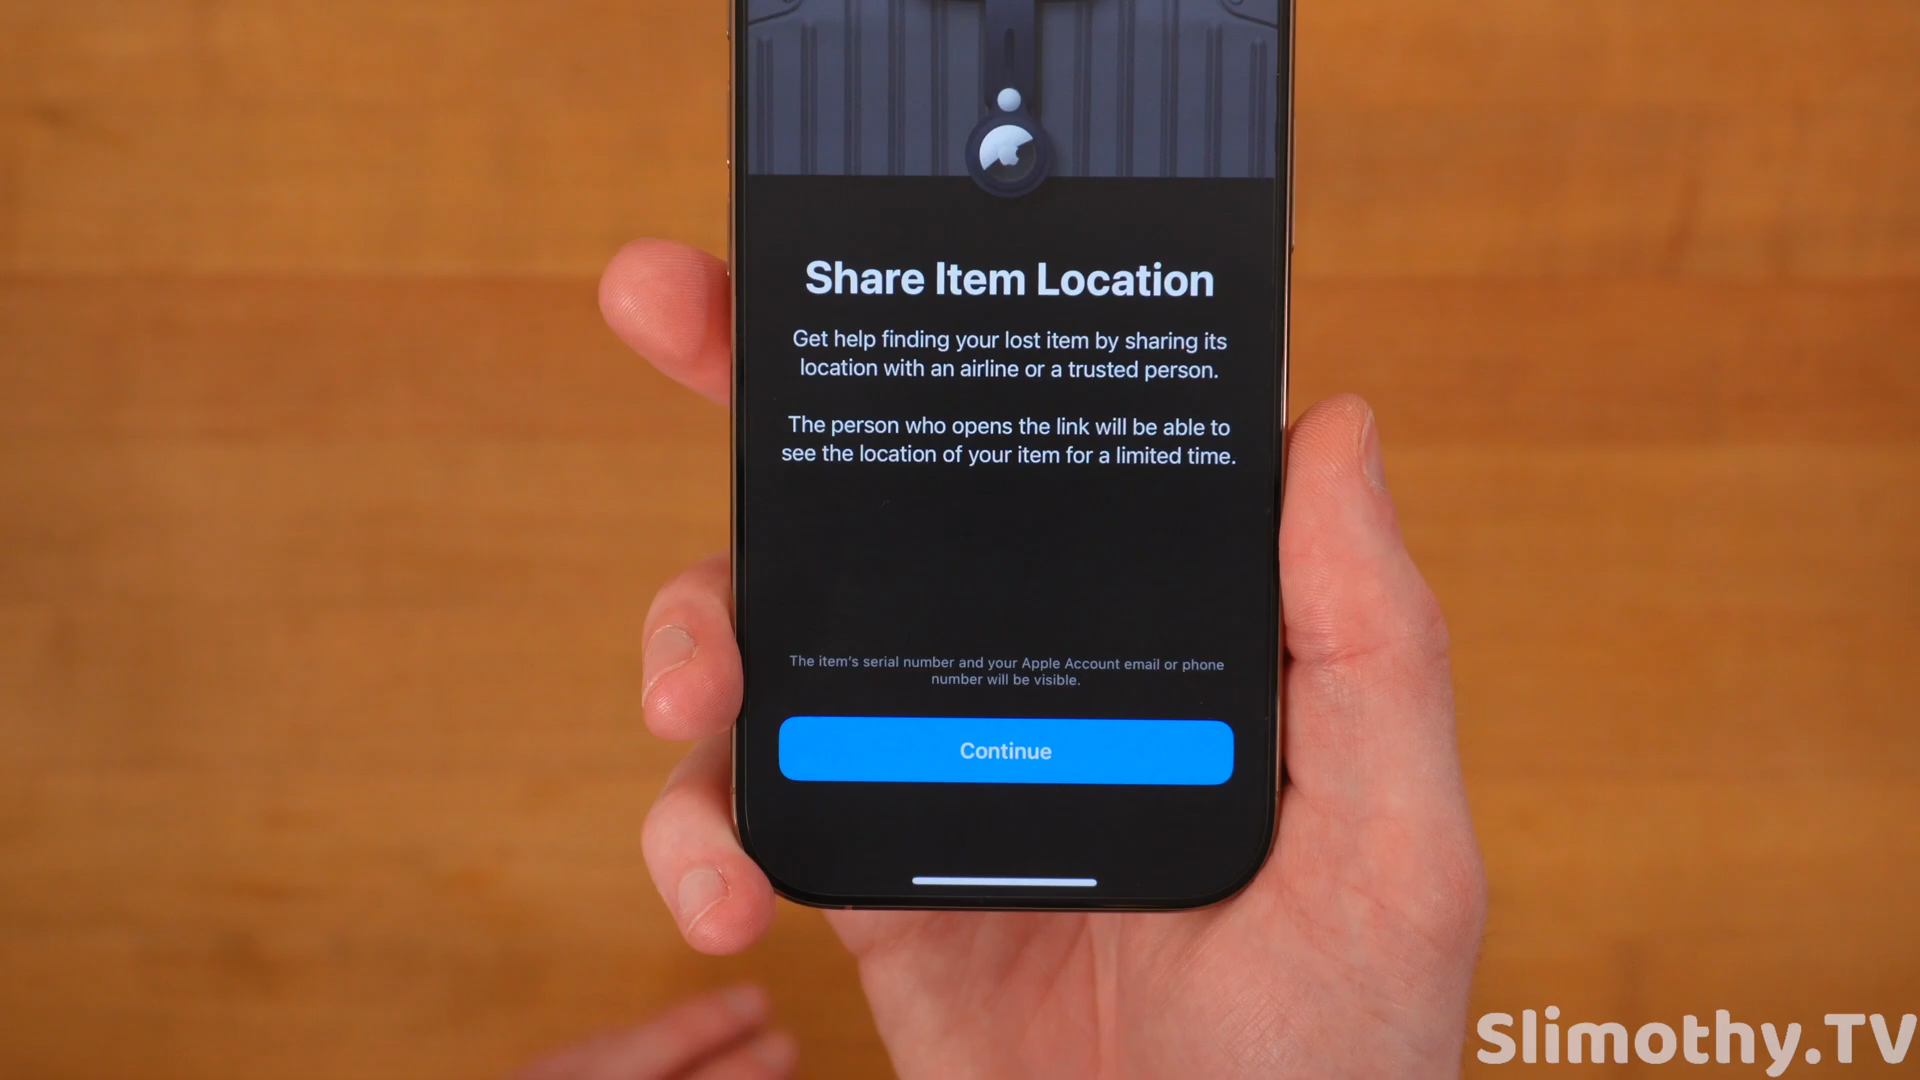 Share Item Location
Get help finding your lost item by sharing its
location with an airline or a trusted person.
The person who opens the link will be able to
see the location of your item for a limited time.
The item's serial number and your Apple Account email or phone
number will be visible.
Continue
Slimothy.TV